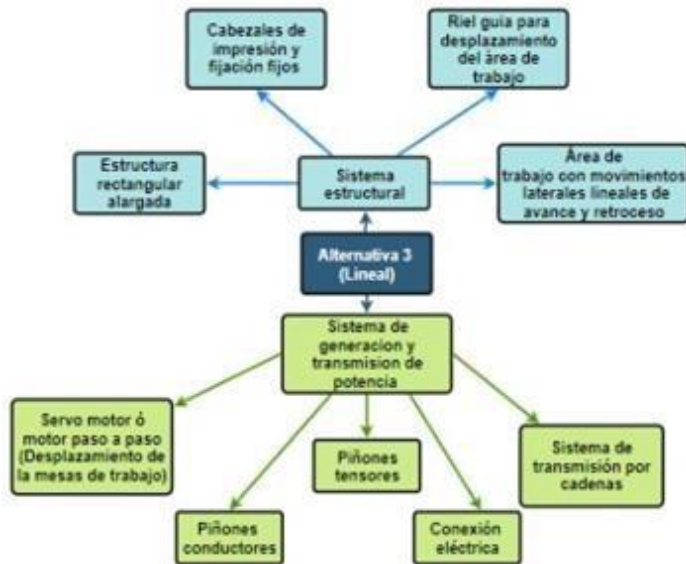 Cabezales de
impresión y
fijación fijos
Riel guia para
desplazamiento
del área de
trabajo
Estructura
rectangular
alargada
Sistema
estructural
Área de
trabajo con movimientos
laterales lineales de
avance y retroceso
Alternativa 3
(Lineal)
Sistema de
generacion y
transmision de
potencia
Servo motor ó
motor paso a paso
(Desplazamiento de
la mesas de trabajo)
Piñones
tensores
Sistema de
transmisión por
cadenas
Piñones
conductores
Conexión
eléctrica